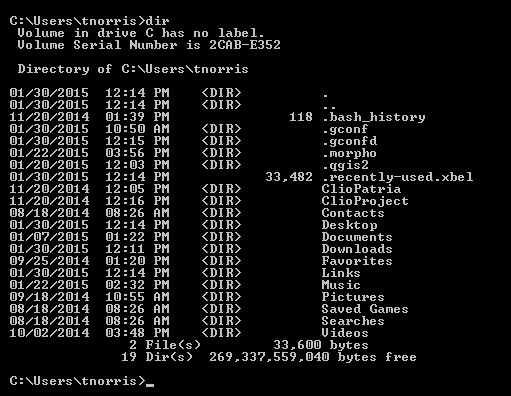 C:\Users\tnorris>dir
 Volume in drive C has no label.
 Volume Serial Number is 2CAB-E352

 Directory of C:\Users\tnorris

01/30/2015  12:14 PM    <DIR>          .
01/30/2015  12:14 PM    <DIR>          ..
11/20/2014  01:39 PM               118 .bash_history
01/30/2015  10:50 AM    <DIR>          .gconf
01/30/2015  12:15 PM    <DIR>          .gconfd
01/22/2015  03:56 PM    <DIR>          .morpho
01/20/2015  12:03 PM    <DIR>          .qgis2
01/30/2015  12:14 PM            33,482 .recently-used.xbel
11/20/2014  12:05 PM    <DIR>          ClioPatria
11/20/2014  12:16 PM    <DIR>          ClioProject
08/18/2014  08:26 AM    <DIR>          Contacts
01/30/2015  12:14 PM    <DIR>          Desktop
01/07/2015  01:22 PM    <DIR>          Documents
01/30/2015  12:11 PM    <DIR>          Downloads
09/25/2014  01:20 PM    <DIR>          Favorites
01/30/2015  12:14 PM    <DIR>          Links
01/22/2015  02:32 PM    <DIR>          Music
09/18/2014  10:55 AM    <DIR>          Pictures
08/18/2014  08:26 AM    <DIR>          Saved Games
08/18/2014  08:26 AM    <DIR>          Searches
10/02/2014  03:48 PM    <DIR>          Videos
               2 File(s)         33,600 bytes
              19 Dir(s)  269,337,559,040 bytes free

C:\Users\tnorris>_